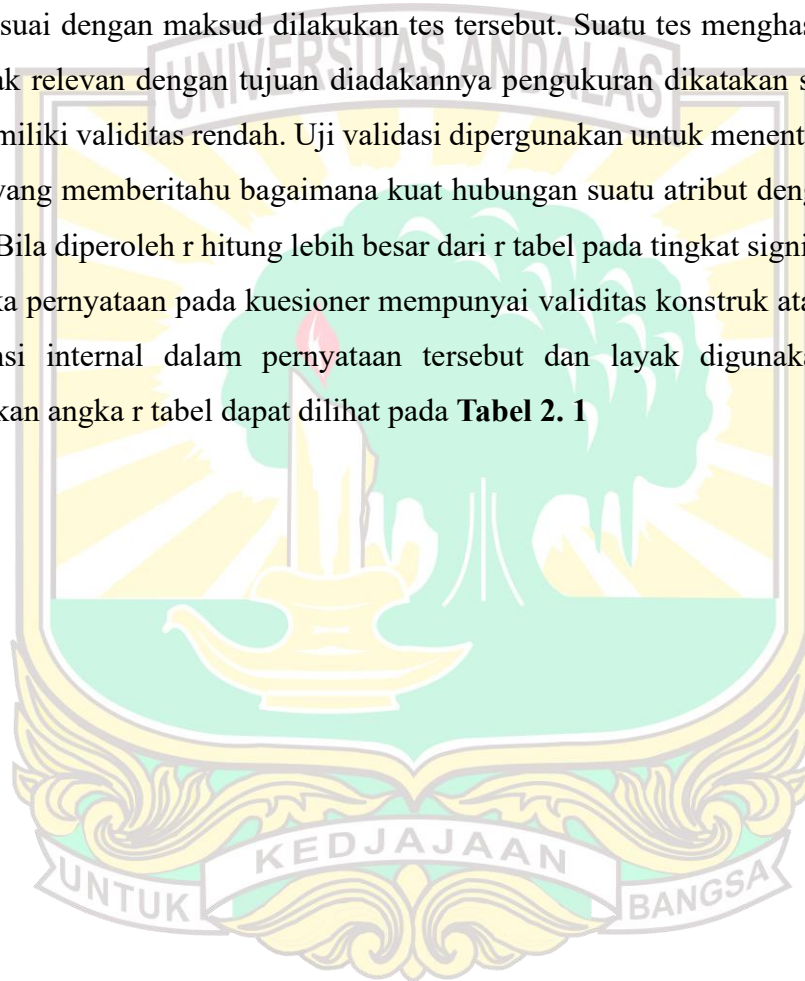 suai dengan maksud dilakukan tes tersebut. Suatu tes menghas
ak relevan dengan tujuan diadakannya pengukuran dikatakan s
miliki validitas rendah. Uji validasi dipergunakan untuk menent
yang memberitahu bagaimana kuat hubungan suatu atribut deng
Bila diperoleh r hitung lebih besar dari r tabel pada tingkat signi
ka pernyataan pada kuesioner mempunyai validitas konstruk ata
nsi internal dalam pernyataan tersebut dan layak digunaka
kan angka r tabel dapat dilihat pada Tabel 2. 1
UNIVERSITAS ANDALAS
UNTUK KEDJAJAAN BANGSA